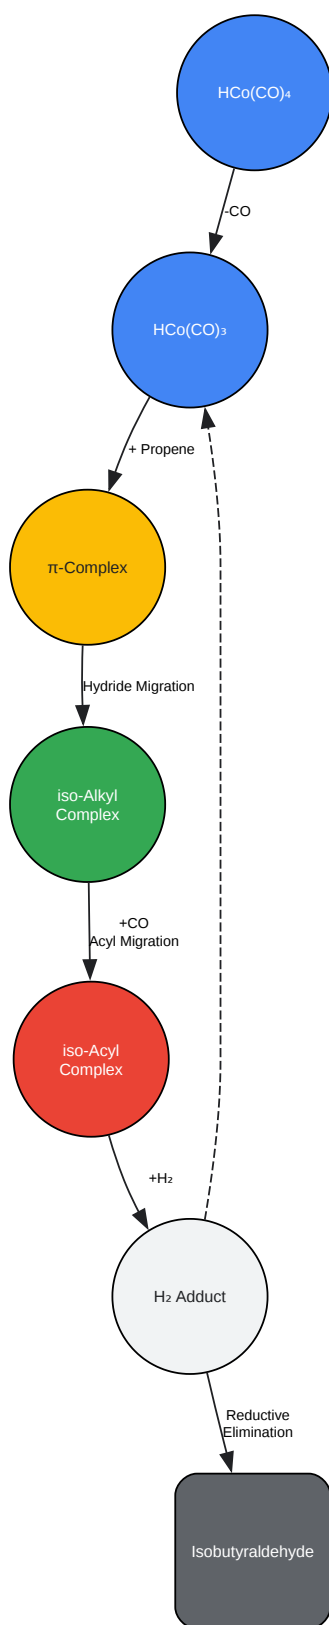 HCo(CO)₄
-CO
HCo(CO)₃
+ Propene
π-Complex
Hydride Migration
iso-Alkyl
Complex
+CO
Acyl Migration
iso-Acyl
Complex
+H₂
H₂ Adduct
Reductive
Elimination
Isobutyraldehyde